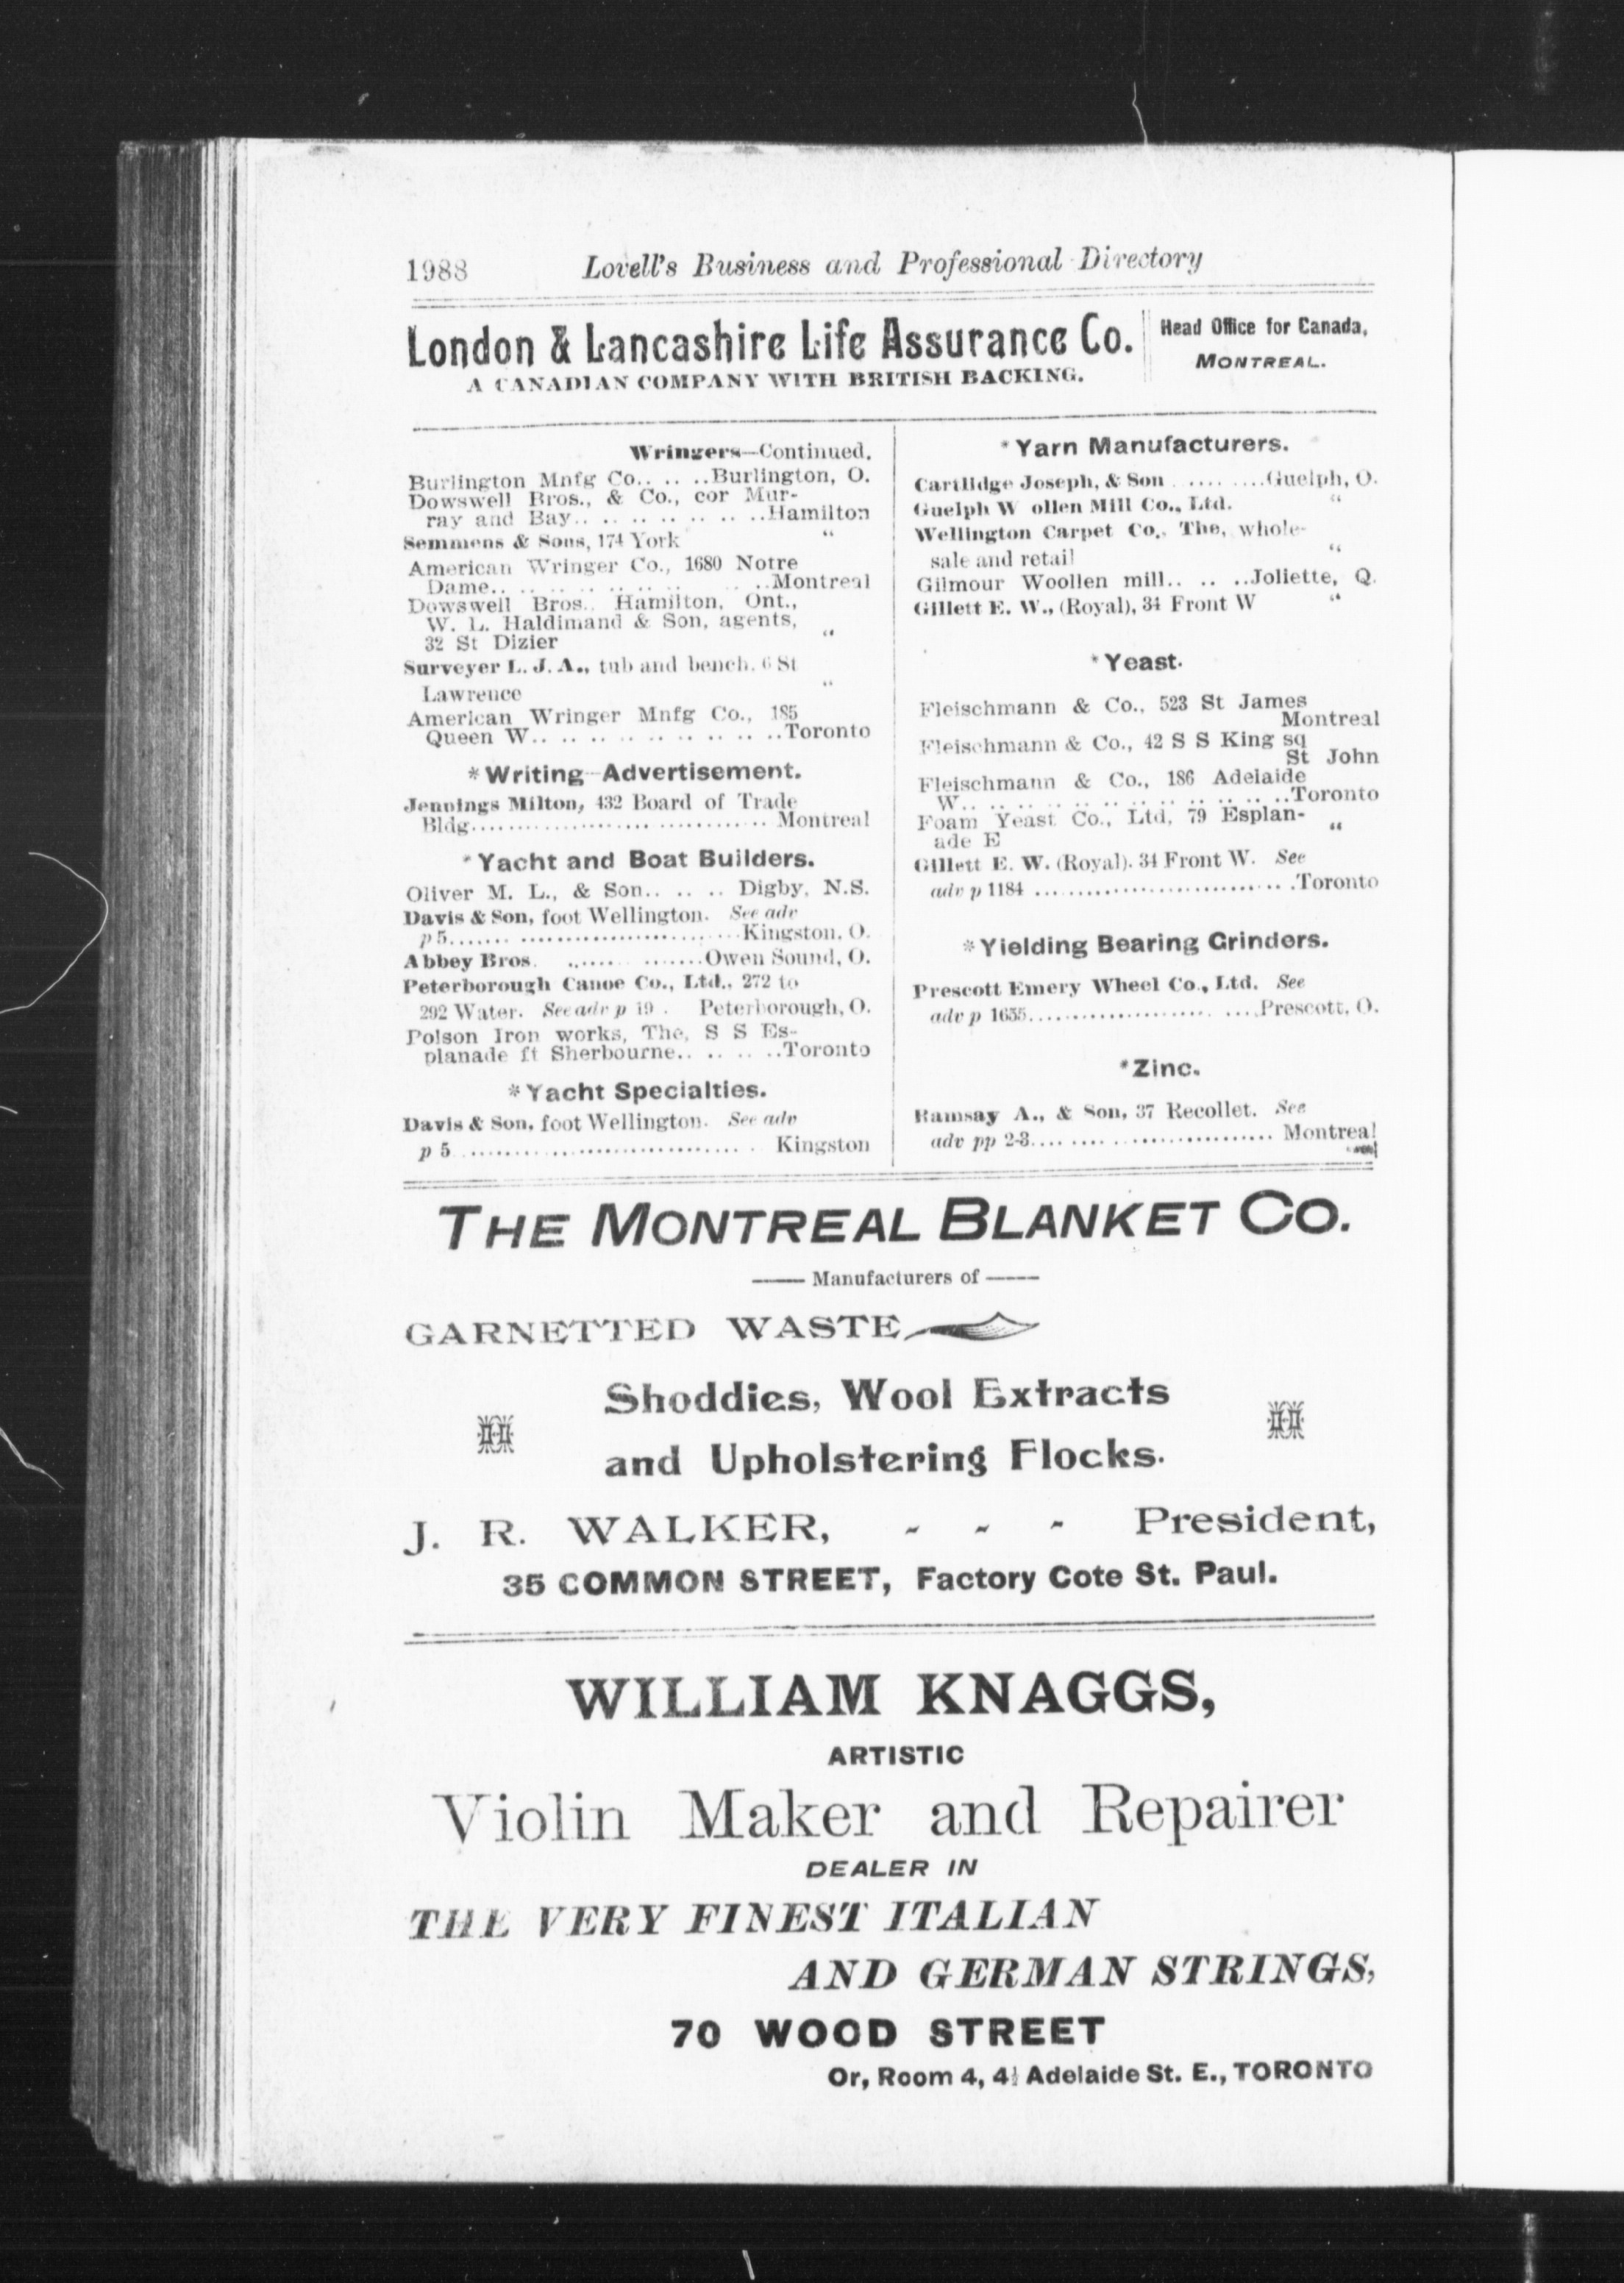 1988 Lovell's Business and Professional Directory
London & Lancashire Life Assurance Co.
A CANADIAN COMPANY WITH BRITISH BACKING.
Head Office for Canada,
MONTREAL.
Wringers—Continued.
Burlington Mnfg Co.. .. ..Burlington, O.
Dowswell Bros., & Co., cor Mur-
ray and Bay.. .. .. .. .. .. ..Hamilton
Semmens & Sons, 174 York "
American Wringer Co., 1680 Notre
Dame.. .. .. .. .. .. .. .. .. ..Montreal
Dowswell Bros.. Hamilton, Ont.,
W. L. Haldimand & Son, agents,
32 St Dizier "
Surveyer L. J. A., tub and bench. 6 St
Lawrence "
American Wringer Mnfg Co., 185
Queen W.. .. .. .. .. .. .. .. ..Toronto
*Writing Advertisement.
Jennings Milton, 432 Board of Trade
Bldg.................................. Montreal
*Yacht and Boat Builders.
Oliver M. L., & Son.. .. .. Digby, N.S.
Davis & Son, foot Wellington. See adv
p 5.................................Kingston. O.
Abbey Bros. ...... .......Owen Sound, O.
Peterborough Canoe Co., Ltd., 272 to
292 Water. See adv p 19 . Peterborough, O.
Polson Iron works, The, S S Es-
planade ft Sherbourne.. .. .. ..Toronto
*Yacht Specialties.
Davis & Son, foot Wellington. See adv
p 5 .................................. Kingston
*Yarn Manufacturers.
Cartlidge Joseph, & Son ..... .....Guelph, O.
Guelph W ollen Mill Co., Ltd. "
Wellington Carpet Co., The, whole-
sale and retail "
Gilmour Woollen mill.. .. ..Joliette, Q.
Gillett E. W., (Royal), 34 Front W "
*Yeast.
Fleischmann & Co., 523 St James
Montreal
Fleischmann & Co., 42 S S King sq
St John
Fleischmann & Co., 186 Adelaide
W.. .. .. .. .. .. .. .. .. .. .. ..Toronto
Foam Yeast Co., Ltd, 79 Esplan-
ade E "
Gillett E. W. (Royal). 34 Front W. See
adv p 1184 ..............................Toronto
*Yielding Bearing Grinders.
Prescott Emery Wheel Co., Ltd. See
adv p 1655..................... ....Prescott, O.
*Zinc.
Ramsay A., & Son, 37 Recollet. See
adv pp 2-3.............................. Montreal
THE MONTREAL BLANKET CO.
—— Manufacturers of ——
GARNETTED WASTE
Shoddies, Wool Extracts
and Upholstering Flocks.
J. R. WALKER, - - - President,
35 COMMON STREET, Factory Cote St. Paul.
WILLIAM KNAGGS,
ARTISTIC
Violin Maker and Repairer
DEALER IN
THE VERY FINEST ITALIAN
AND GERMAN STRINGS,
70 WOOD STREET
Or, Room 4, 4½ Adelaide St. E., TORONTO